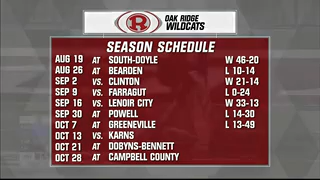 R
OAK RIDGE
WILDCATS
SEASON SCHEDULE
AUG 19 AT SOUTH-DOYLE W 46-20
AUG 26 AT BEARDEN L 10-14
SEP 2 VS. CLINTON W 21-14
SEP 9 VS. FARRAGUT L 0-24
SEP 16 VS. LENOIR CITY W 33-13
SEP 30 AT POWELL L 14-30
OCT 7 AT GREENEVILLE L 13-49
OCT 13 VS. KARNS
OCT 21 AT DOBYNS-BENNETT
OCT 28 AT CAMPBELL COUNTY